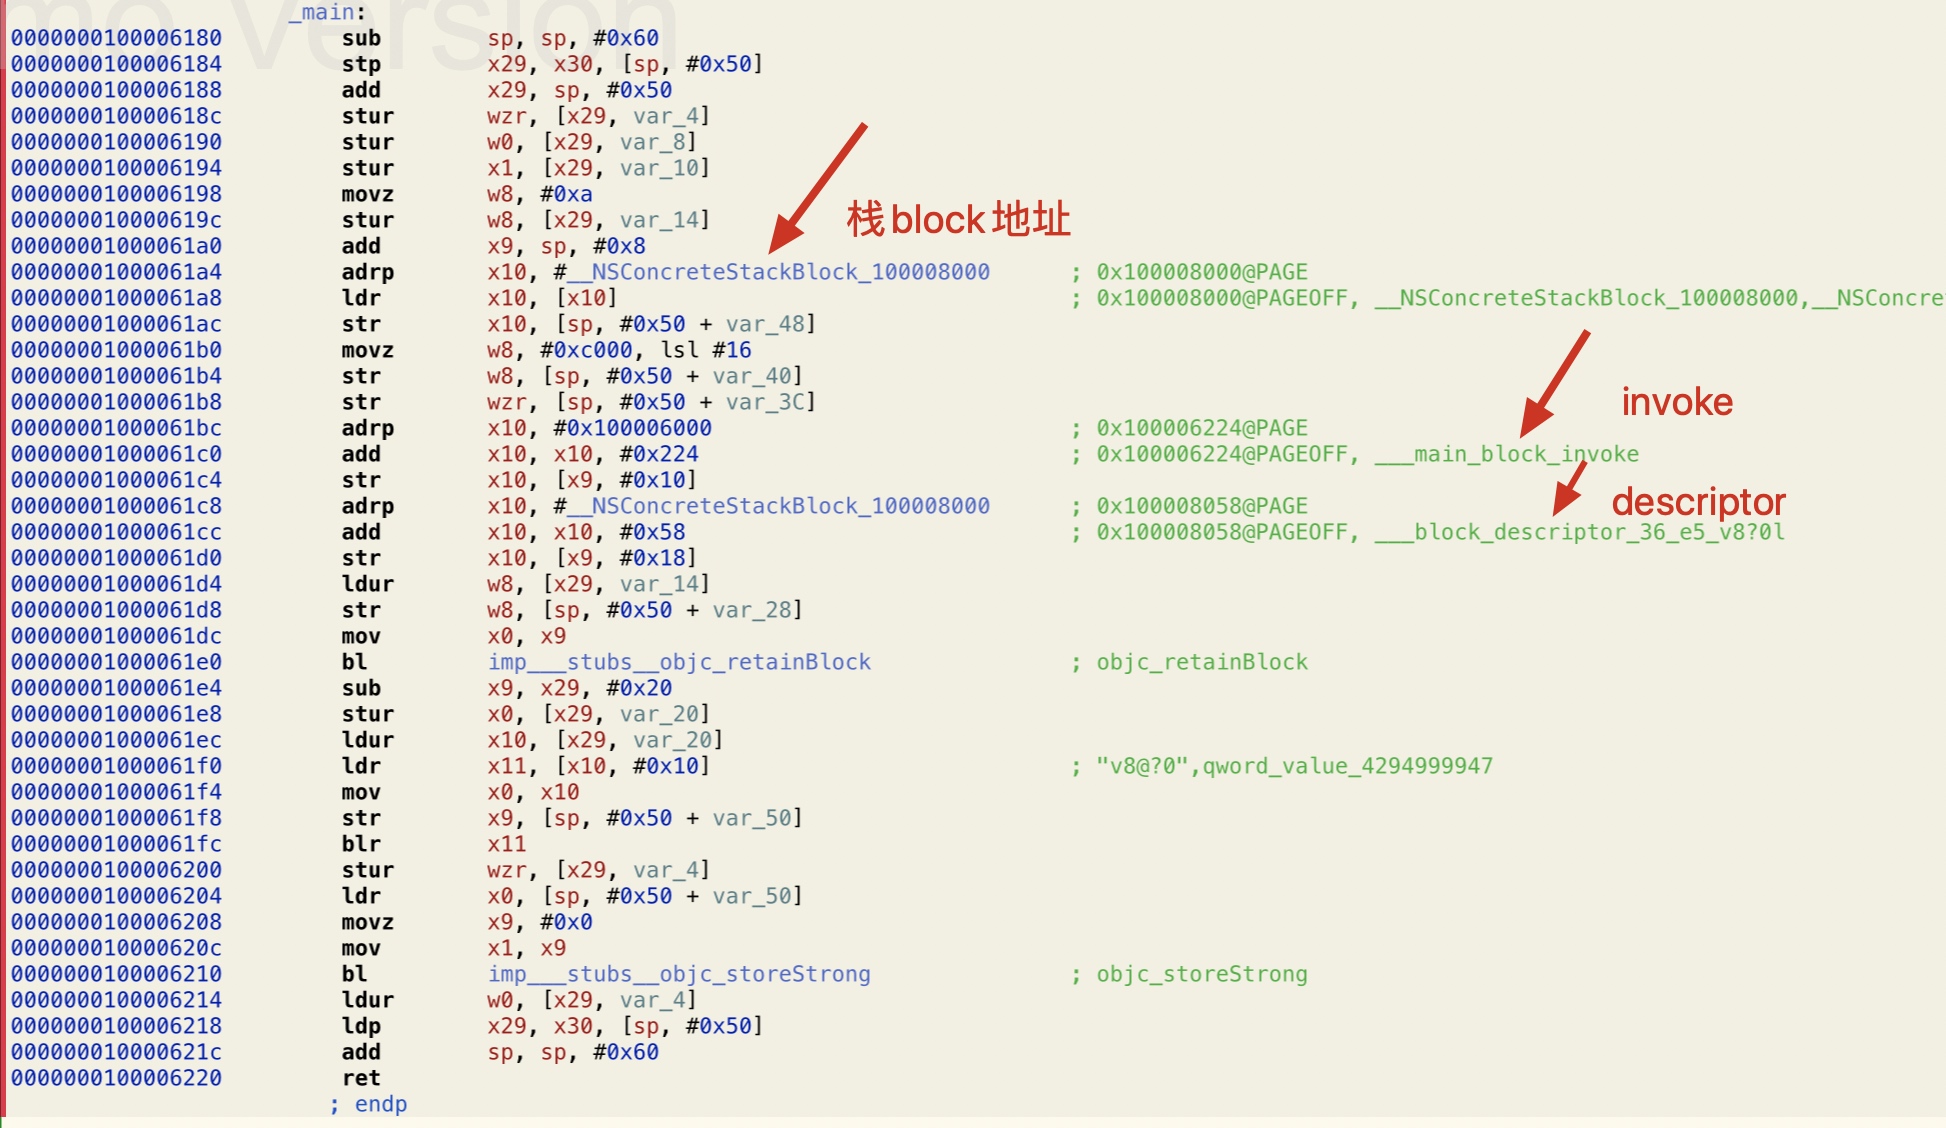 mo Version
_main:
0000000100006180 sub sp, sp, #0x60
0000000100006184 stp x29, x30, [sp, #0x50]
0000000100006188 add x29, sp, #0x50
000000010000618c stur wzr, [x29, var_4]
0000000100006190 stur w0, [x29, var_8]
0000000100006194 stur x1, [x29, var_10]
0000000100006198 movz w8, #0xa
000000010000619c stur w8, [x29, var_14]
栈block地址
00000001000061a0 add x9, sp, #0x8
00000001000061a4 adrp x10, #__NSConcreteStackBlock_100008000 ; 0x100008000@PAGE
00000001000061a8 ldr x10, [x10] ; 0x100008000@PAGEOFF, __NSConcreteStackBlock_100008000,__NSConcre
00000001000061ac str x10, [sp, #0x50 + var_48]
00000001000061b0 movz w8, #0xc000, lsl #16
00000001000061b4 str w8, [sp, #0x50 + var_40]
00000001000061b8 str wzr, [sp, #0x50 + var_3C]
invoke
00000001000061bc adrp x10, #0x100006000 ; 0x100006224@PAGE
00000001000061c0 add x10, x10, #0x224 ; 0x100006224@PAGEOFF, ___main_block_invoke
00000001000061c4 str x10, [x9, #0x10]
descriptor
00000001000061c8 adrp x10, #__NSConcreteStackBlock_100008000 ; 0x100008058@PAGE
00000001000061cc add x10, x10, #0x58 ; 0x100008058@PAGEOFF, ___block_descriptor_36_e5_v8?0l
00000001000061d0 str x10, [x9, #0x18]
00000001000061d4 ldur w8, [x29, var_14]
00000001000061d8 str w8, [sp, #0x50 + var_28]
00000001000061dc mov x0, x9
00000001000061e0 bl imp___stubs__objc_retainBlock ; objc_retainBlock
00000001000061e4 sub x9, x29, #0x20
00000001000061e8 stur x0, [x29, var_20]
00000001000061ec ldur x10, [x29, var_20]
00000001000061f0 ldr x11, [x10, #0x10] ; "v8@?0",qword_value_4294999947
00000001000061f4 mov x0, x10
00000001000061f8 str x9, [sp, #0x50 + var_50]
00000001000061fc blr x11
0000000100006200 stur wzr, [x29, var_4]
0000000100006204 ldr x0, [sp, #0x50 + var_50]
0000000100006208 movz x9, #0x0
000000010000620c mov x1, x9
0000000100006210 bl imp___stubs__objc_storeStrong ; objc_storeStrong
0000000100006214 ldur w0, [x29, var_4]
0000000100006218 ldp x29, x30, [sp, #0x50]
000000010000621c add sp, sp, #0x60
0000000100006220 ret
; endp